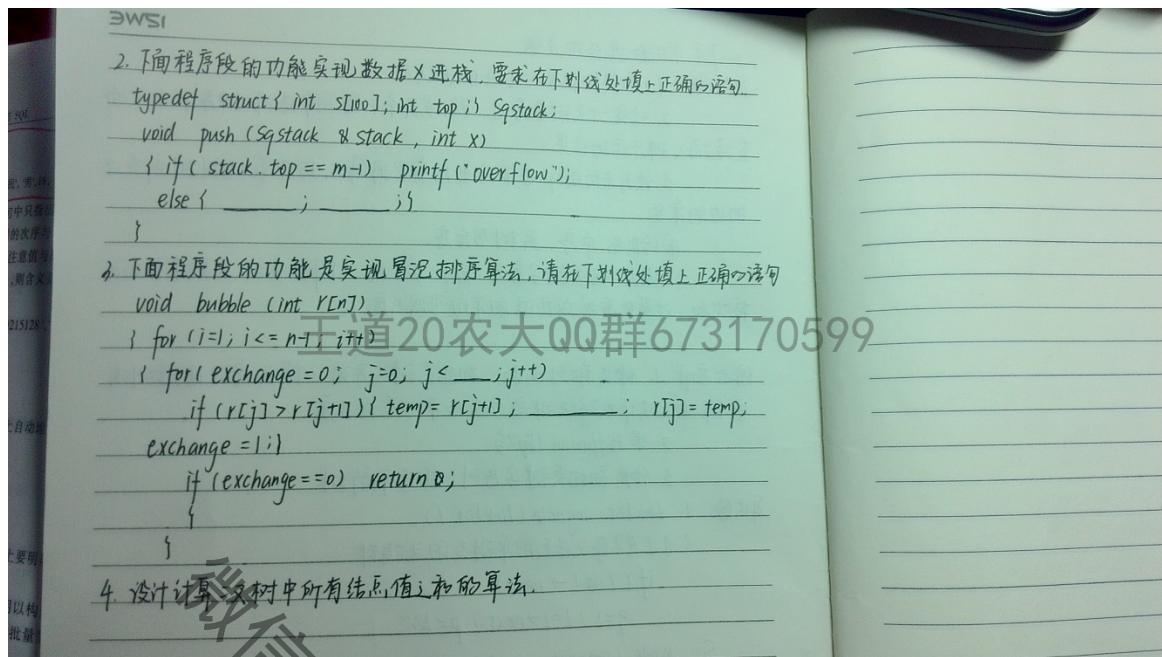 3WSI
2. 下面程序段的功能实现数据X进栈,要求在下划线处填上正确的语句.
typedef struct{ int s[100]; int top;} sqstack;
void push (sqstack &stack, int x)
{ if( stack.top == m-1) printf ("overflow");
else { ______; ______;}
}
3. 下面程序段的功能是实现冒泡排序算法,请在下划线处填上正确的语句
void bubble (int r[n])
{ for (i=1; i<=n-1; i++)
{ for( exchange=0; j=0; j<___; j++)
if (r[j]>r[j+1]){ temp= r[j+1]; ________; r[j]=temp;
exchange=1;}
if (exchange==0) return 0;
}
}
4. 设计计算二叉树中所有结点值之和的算法.
王道20农大QQ群673170599
微信